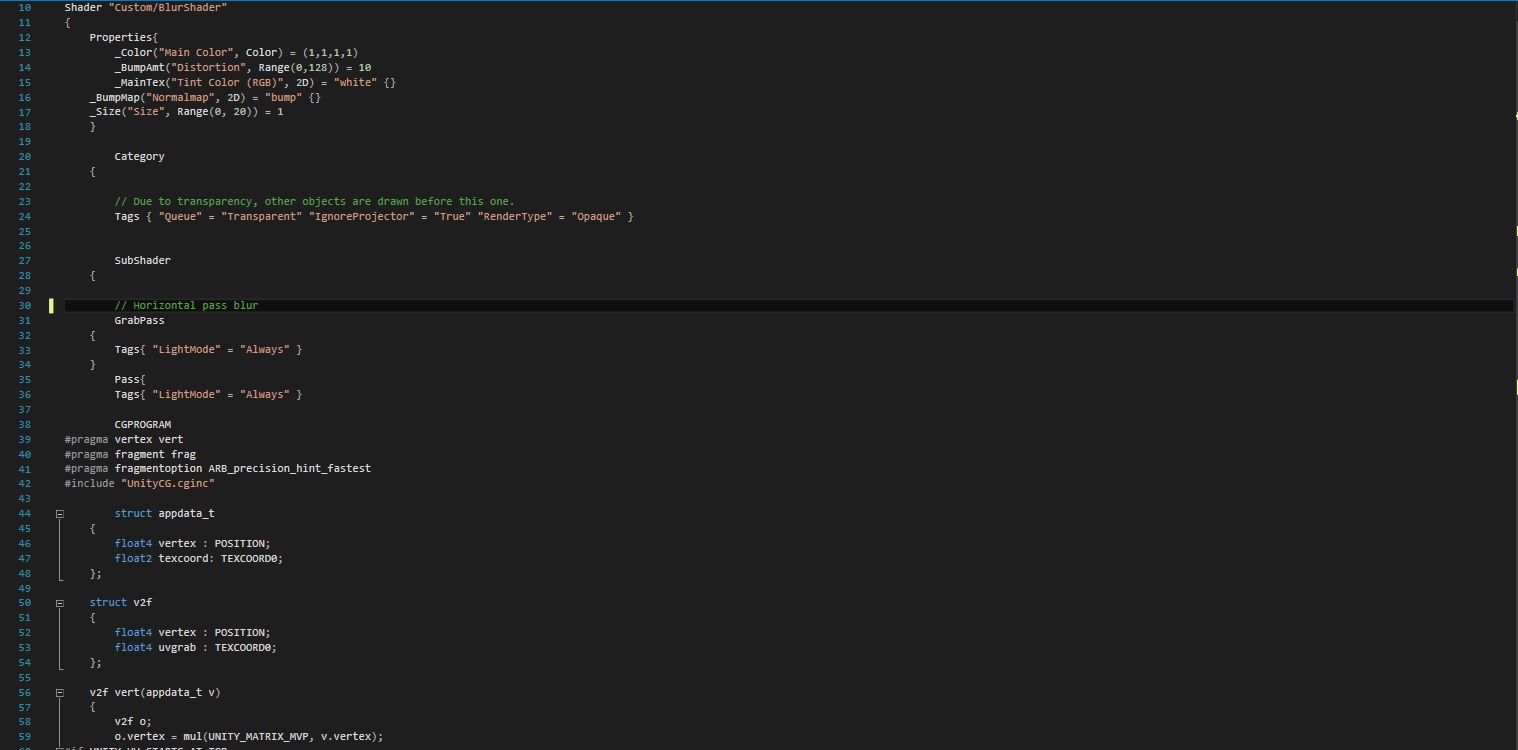 10 Shader "Custom/BlurShader"
11 {
12 Properties{
13 _Color("Main Color", Color) = (1,1,1,1)
14 _BumpAmt("Distortion", Range(0,128)) = 10
15 _MainTex("Tint Color (RGB)", 2D) = "white" {}
16 _BumpMap("Normalmap", 2D) = "bump" {}
17 _Size("Size", Range(0, 20)) = 1
18 }
19
20 Category
21 {
22
23 // Due to transparency, other objects are drawn before this one.
24 Tags { "Queue" = "Transparent" "IgnoreProjector" = "True" "RenderType" = "Opaque" }
25
26
27 SubShader
28 {
29
30 // Horizontal pass blur
31 GrabPass
32 {
33 Tags{ "LightMode" = "Always" }
34 }
35 Pass{
36 Tags{ "LightMode" = "Always" }
37
38 CGPROGRAM
39 #pragma vertex vert
40 #pragma fragment frag
41 #pragma fragmentoption ARB_precision_hint_fastest
42 #include "UnityCG.cginc"
43
44 struct appdata_t
45 {
46 float4 vertex : POSITION;
47 float2 texcoord: TEXCOORD0;
48 };
49
50 struct v2f
51 {
52 float4 vertex : POSITION;
53 float4 uvgrab : TEXCOORD0;
54 };
55
56 v2f vert(appdata_t v)
57 {
58 v2f o;
59 o.vertex = mul(UNITY_MATRIX_MVP, v.vertex);
60 #if UNITY_UV_STARTS_AT_TOP